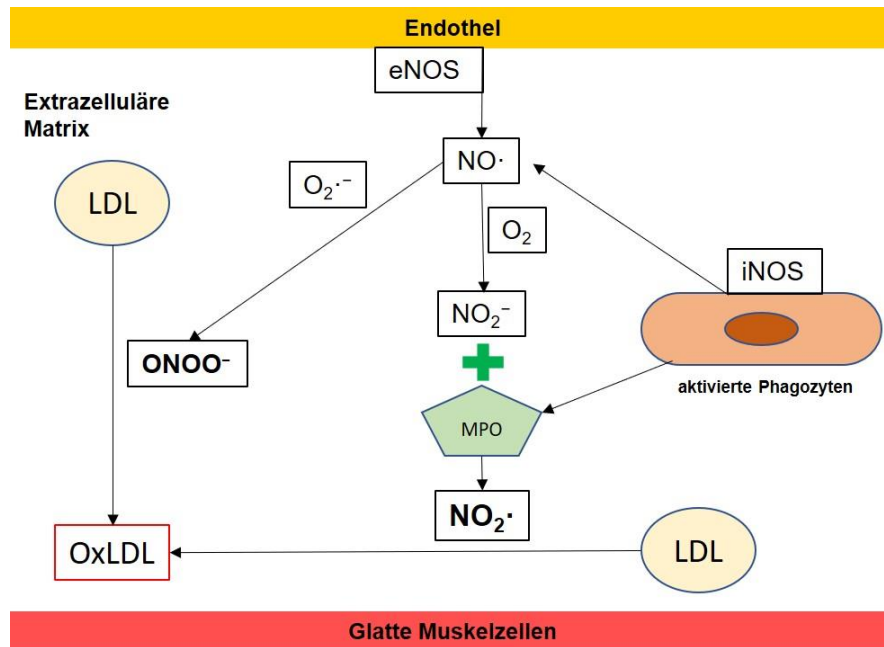 Endothel
eNOS
Extrazelluläre
Matrix
NO·
O₂·⁻
LDL
O₂
iNOS
NO₂⁻
ONOO⁻
aktivierte Phagozyten
MPO
NO₂·
OxLDL
LDL
Glatte Muskelzellen